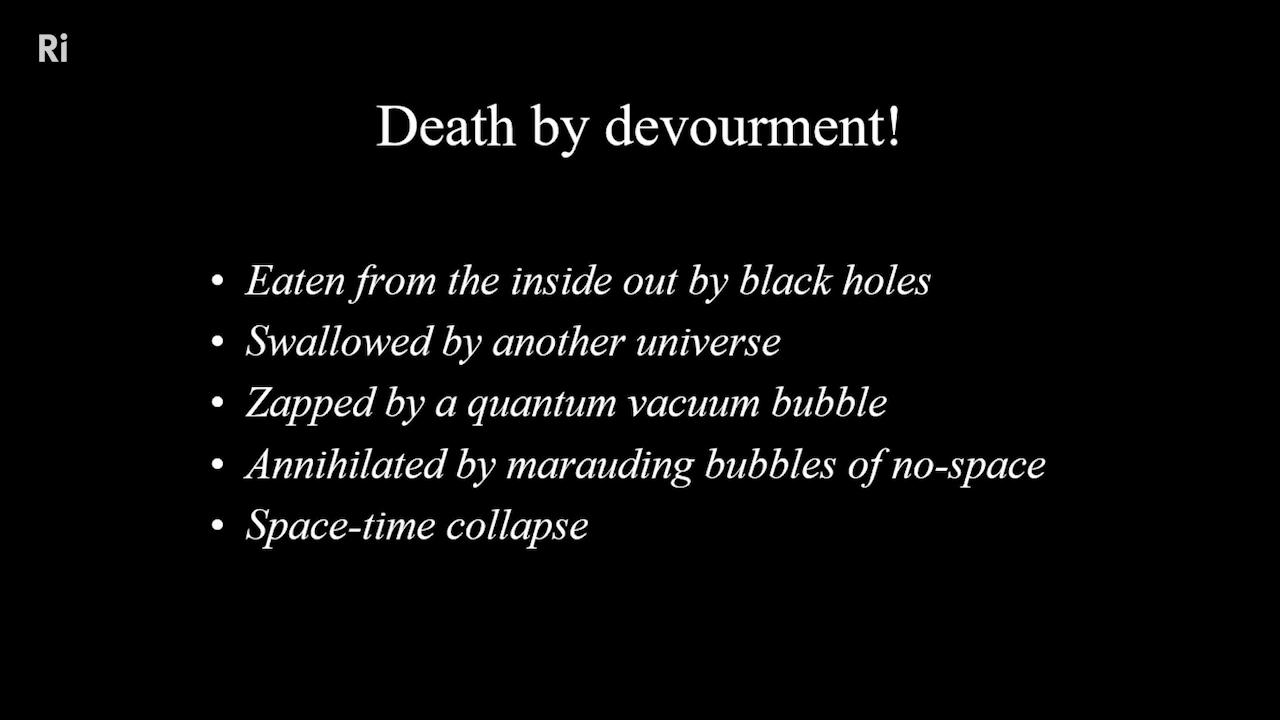 Ri
Death by devourment!
• Eaten from the inside out by black holes
• Swallowed by another universe
• Zapped by a quantum vacuum bubble
• Annihilated by marauding bubbles of no-space
• Space-time collapse